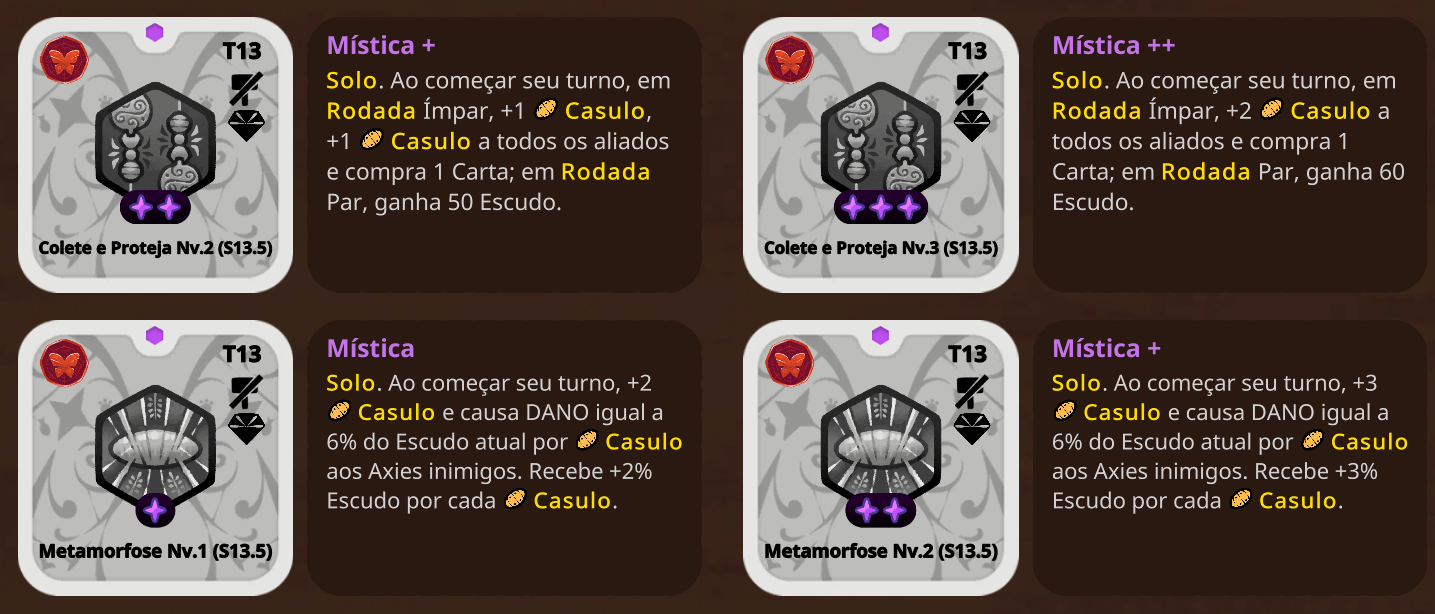 T13
Colete e Proteja Nv.2 (S13.5)
Mística +
Solo. Ao começar seu turno, em
Rodada Ímpar, +1 Casulo,
+1 Casulo a todos os aliados
e compra 1 Carta; em Rodada
Par, ganha 50 Escudo.
T13
Colete e Proteja Nv.3 (S13.5)
Mística ++
Solo. Ao começar seu turno, em
Rodada Ímpar, +2 Casulo a
todos os aliados e compra 1
Carta; em Rodada Par, ganha 60
Escudo.
T13
Metamorfose Nv.1 (S13.5)
Mística
Solo. Ao começar seu turno, +2
Casulo e causa DANO igual a
6% do Escudo atual por Casulo
aos Axies inimigos. Recebe +2%
Escudo por cada Casulo.
T13
Metamorfose Nv.2 (S13.5)
Mística +
Solo. Ao começar seu turno, +3
Casulo e causa DANO igual a
6% do Escudo atual por Casulo
aos Axies inimigos. Recebe +3%
Escudo por cada Casulo.